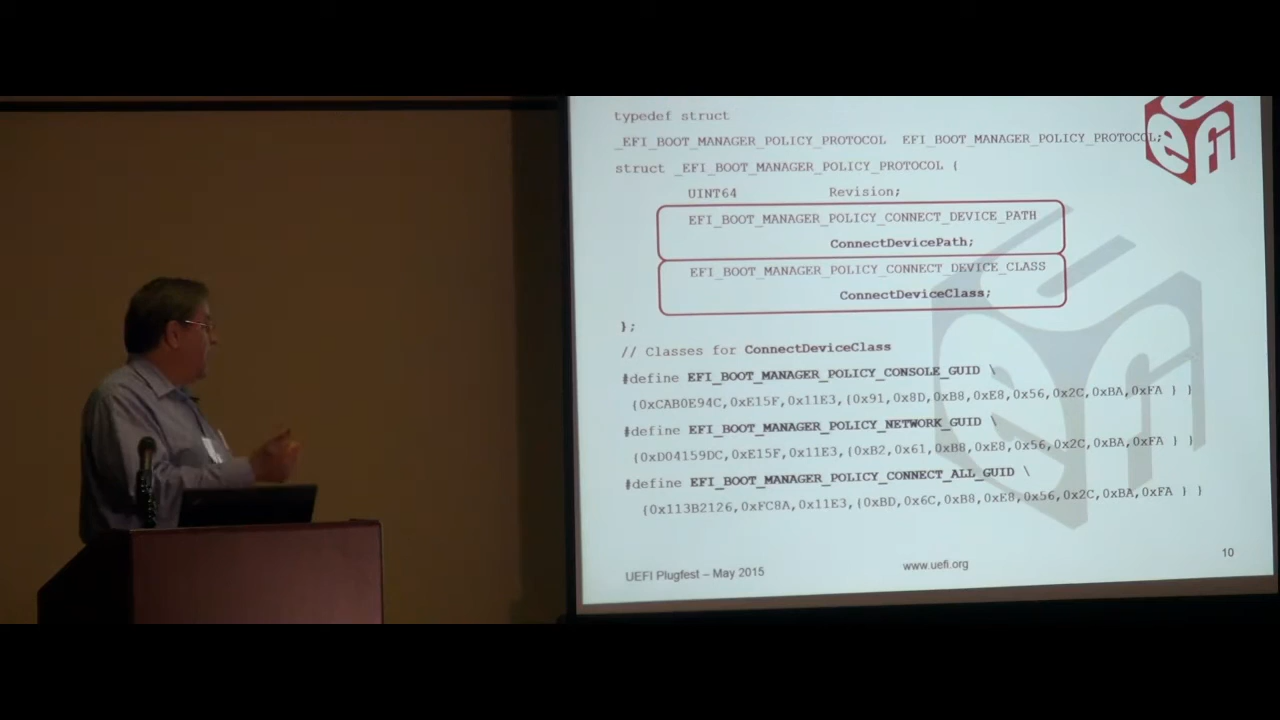 typedef struct
_EFI_BOOT_MANAGER_POLICY_PROTOCOL EFI_BOOT_MANAGER_POLICY_PROTOCOL;
struct _EFI_BOOT_MANAGER_POLICY_PROTOCOL {
UINT64 Revision;
EFI_BOOT_MANAGER_POLICY_CONNECT_DEVICE_PATH
ConnectDevicePath;
EFI_BOOT_MANAGER_POLICY_CONNECT_DEVICE_CLASS
ConnectDeviceClass;
};
// Classes for ConnectDeviceClass
#define EFI_BOOT_MANAGER_POLICY_CONSOLE_GUID \
{0xCAB0E94C,0xE15F,0x11E3,{0x91,0x8D,0xB8,0xE8,0x56,0x2C,0xBA,0xFA } }
#define EFI_BOOT_MANAGER_POLICY_NETWORK_GUID \
{0xD04159DC,0xE15F,0x11E3,{0xB2,0x61,0xB8,0xE8,0x56,0x2C,0xBA,0xFA } }
#define EFI_BOOT_MANAGER_POLICY_CONNECT_ALL_GUID \
{0x113B2126,0xFC8A,0x11E3,{0xBD,0x6C,0xB8,0xE8,0x56,0x2C,0xBA,0xFA } }
UEFI Plugfest – May 2015 www.uefi.org 10
uefi
uefi